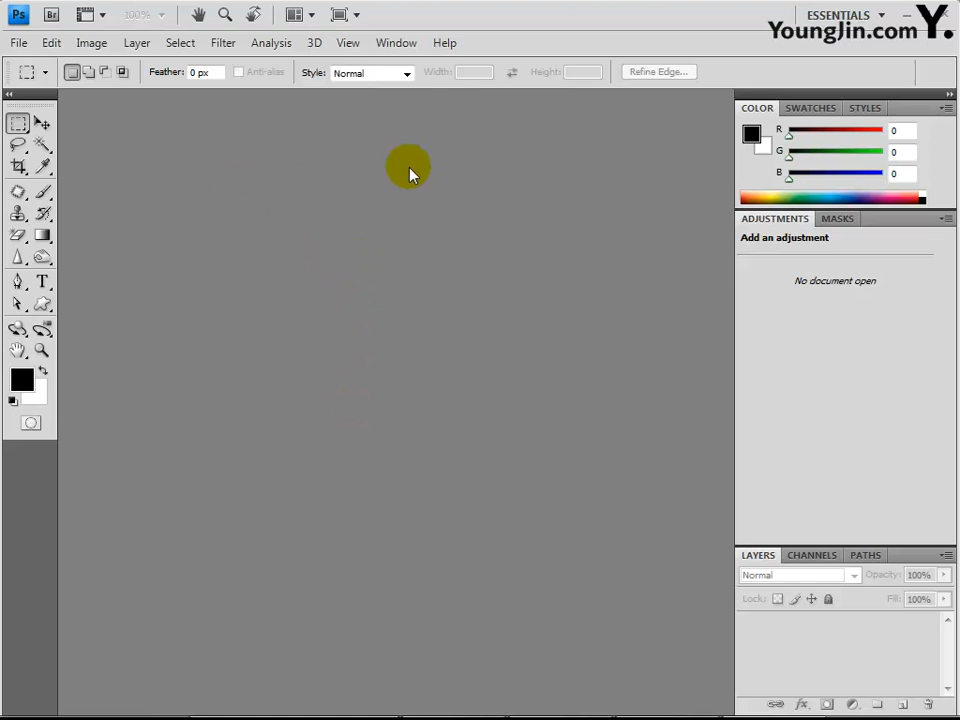 Ps Br 100% ESSENTIALS
YoungJin.com Y.
File Edit Image Layer Select Filter Analysis 3D View Window Help
Feather: 0 px Anti-alias Style: Normal Width: Height: Refine Edge...
COLOR SWATCHES STYLES
R 0
G 0
B 0
ADJUSTMENTS MASKS
Add an adjustment
No document open
T
LAYERS CHANNELS PATHS
Normal Opacity: 100%
Lock: Fill: 100%
fx